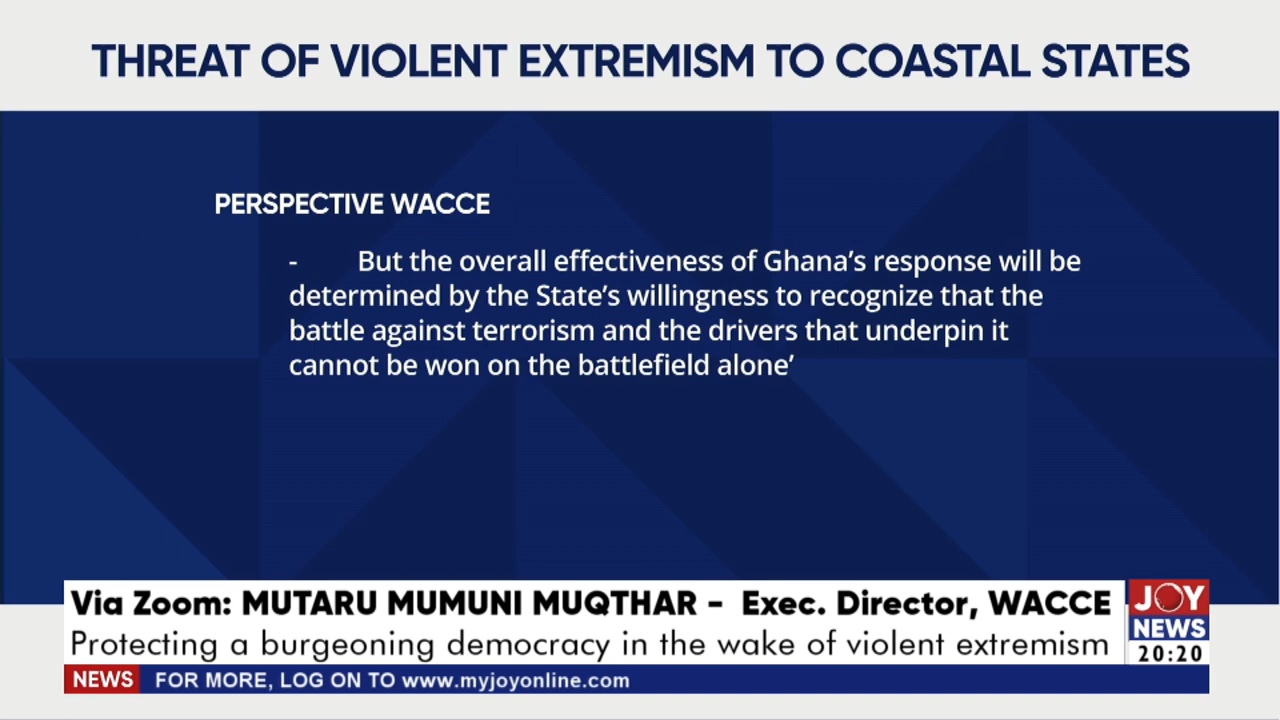 THREAT OF VIOLENT EXTREMISM TO COASTAL STATES
PERSPECTIVE WACCE
- But the overall effectiveness of Ghana’s response will be
determined by the State’s willingness to recognize that the
battle against terrorism and the drivers that underpin it
cannot be won on the battlefield alone’
Via Zoom: MUTARU MUMUNI MUQTHAR - Exec. Director, WACCE
Protecting a burgeoning democracy in the wake of violent extremism
JOY
NEWS
20:20
NEWS FOR MORE, LOG ON TO www.myjoyonline.com